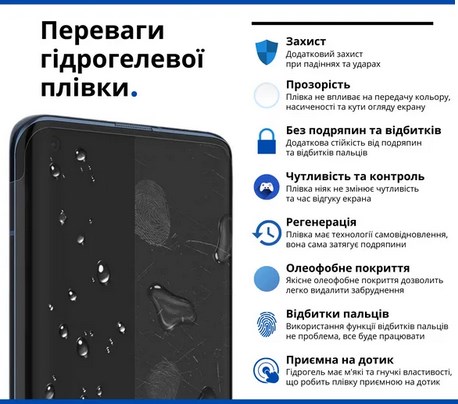 Переваги
гідрогелевої
плівки.
Захист
Додатковий захист
при падіннях та ударах
Прозорість
Плівка не впливає на передачу кольору,
насиченості та кути огляду екрану
Без подряпин та відбитків
Додаткова стійкість від подряпин
та відбитків пальців
Чутливість та контроль
Плівка ніяк не змінює чутливість
та час відгуку екрана
Регенерація
Плівка має технології самовідновлення,
вона сама затягує подряпини
Олеофобне покриття
Якісне олеофобне покриття дозволить
легко видалити забруднення
Відбитки пальців
Використання функції відбитків пальців
не проблема, все буде працювати
Приємна на дотик
Гідрогель має м'які та гнучкі властивості,
що робить плівку приємною на дотик